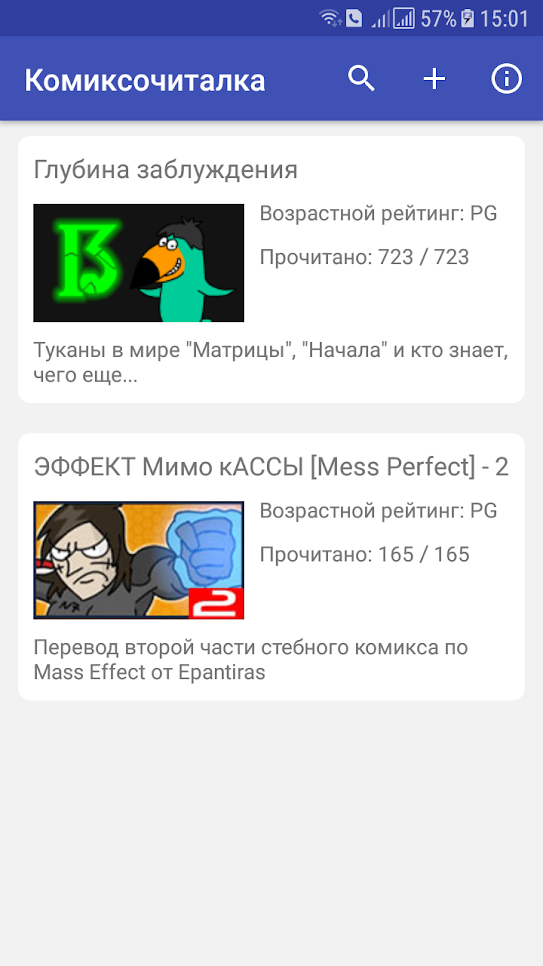 57% 15:01
Комиксочиталка
Глубина заблуждения
Возрастной рейтинг: PG
Прочитано: 723 / 723
Туканы в мире "Матрицы", "Начала" и кто знает,
чего еще...
ЭФФЕКТ Мимо кАССЫ [Mess Perfect] - 2
Возрастной рейтинг: PG
Прочитано: 165 / 165
2
Перевод второй части стебного комикса по
Mass Effect от Epantiras